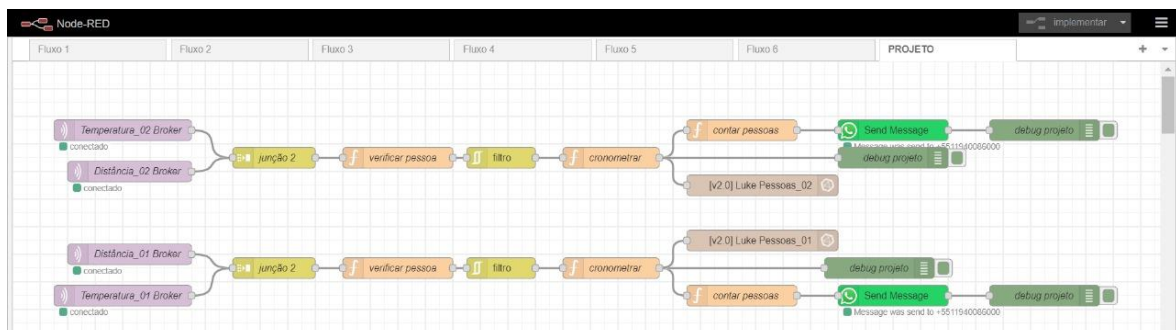 Node-RED
implementar
Fluxo 1
Fluxo 2
Fluxo 3
Fluxo 4
Fluxo 5
Fluxo 6
PROJETO
Temperatura_02 Broker
conectado
Distância_02 Broker
conectado
junção 2
verificar pessoa
filtro
cronometrar
contar pessoas
Send Message
Message was send to +5511940086000
debug projeto
debug projeto
[v2.0] Luke Pessoas_02
Distância_01 Broker
conectado
Temperatura_01 Broker
conectado
junção 2
verificar pessoa
filtro
cronometrar
[v2.0] Luke Pessoas_01
debug projeto
contar pessoas
Send Message
Message was send to +5511940086000
debug projeto